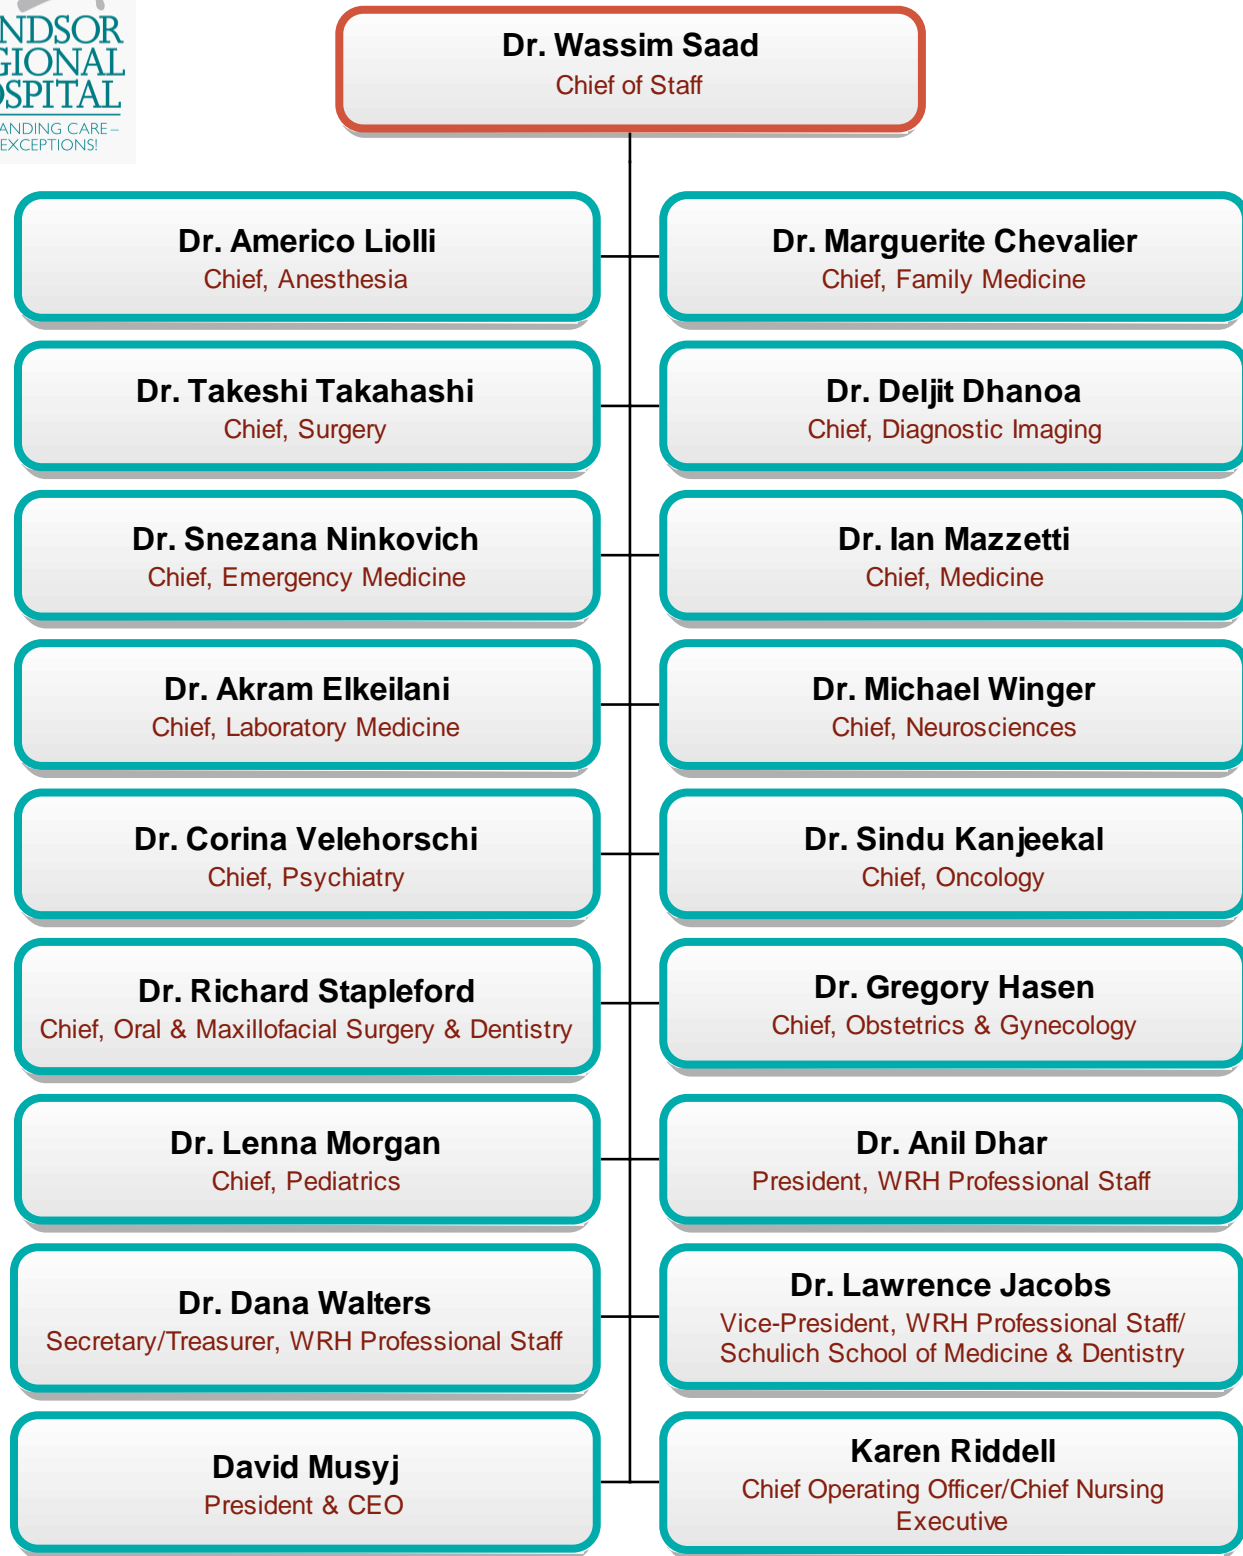 Dr. Wassim Saad
Chief of Staff
Dr. Americo Liolli
Chief, Anesthesia
Dr. Marguerite Chevalier
Chief, Family Medicine
Dr. Takeshi Takahashi
Chief, Surgery
Dr. Deljit Dhanoa
Chief, Diagnostic Imaging
Dr. Snezana Ninkovich
Chief, Emergency Medicine
Dr. Ian Mazzetti
Chief, Medicine
Dr. Akram Elkeilani
Chief, Laboratory Medicine
Dr. Michael Winger
Chief, Neurosciences
Dr. Corina Velehorschi
Chief, Psychiatry
Dr. Sindu Kanjeekal
Chief, Oncology
Dr. Richard Stapleford
Chief, Oral & Maxillofacial Surgery & Dentistry
Dr. Gregory Hasen
Chief, Obstetrics & Gynecology
Dr. Lenna Morgan
Chief, Pediatrics
Dr. Anil Dhar
President, WRH Professional Staff
Dr. Dana Walters
Secretary/Treasurer, WRH Professional Staff
Dr. Lawrence Jacobs
Vice-President, WRH Professional Staff/
Schulich School of Medicine & Dentistry
David Musyj
President & CEO
Karen Riddell
Chief Operating Officer/Chief Nursing
Executive
NDSOR
GIONAL
OSPITAL
ANDING CARE –
EXCEPTIONS!